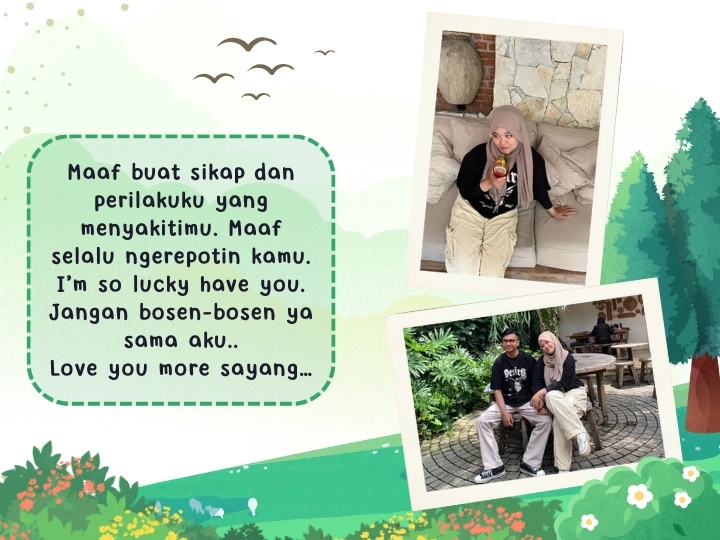 Maaf buat sikap dan
perilakuku yang
menyakitimu. Maaf
selalu ngerepotin kamu.
I'm so lucky have you.
Jangan bosen-bosen ya
sama aku..
Love you more sayang...